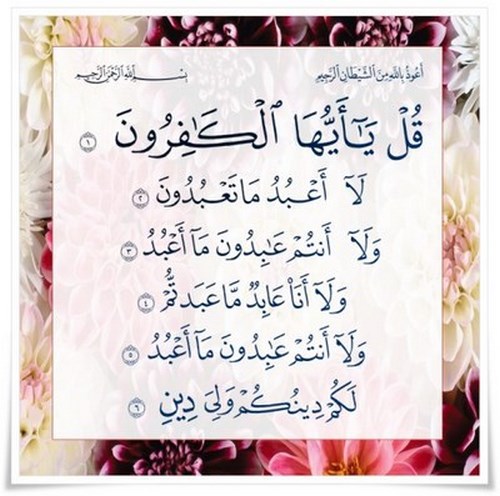 أعوذ بالله من الشيطان الرجيم بسم الله الرحمن الرحيم
قُلْ يَٰٓأَيُّهَا ٱلْكَٰفِرُونَ ١
لَآ أَعْبُدُ مَا تَعْبُدُونَ ٢
وَلَآ أَنتُمْ عَٰبِدُونَ مَآ أَعْبُدُ ٣
وَلَآ أَنَا۠ عَابِدٌ مَّا عَبَدتُّمْ ٤
وَلَآ أَنتُمْ عَٰبِدُونَ مَآ أَعْبُدُ ٥
لَكُمْ دِينُكُمْ وَلِيَ دِينِ ٦